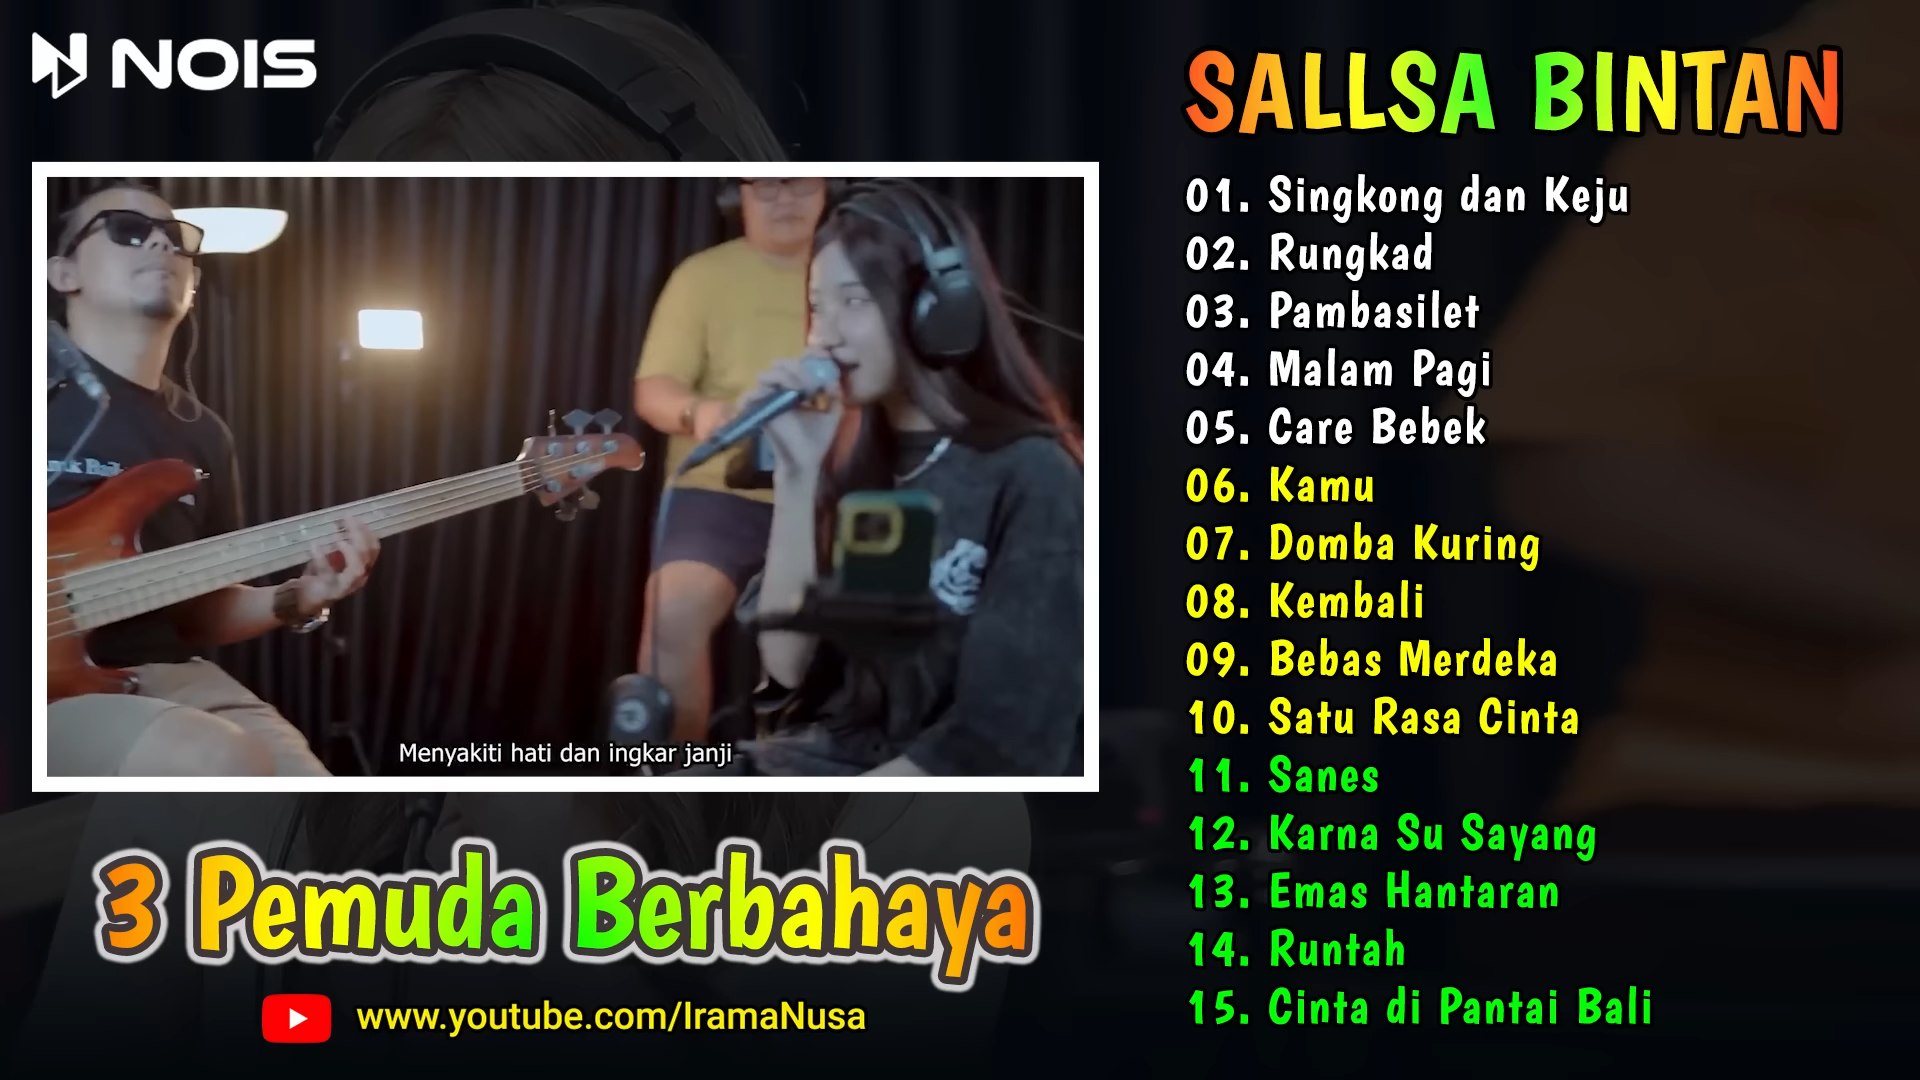 NOIS
SALLSA BINTAN
01. Singkong dan Keju
02. Rungkad
03. Pambasilet
04. Malam Pagi
05. Care Bebek
06. Kamu
07. Domba Kuring
08. Kembali
09. Bebas Merdeka
10. Satu Rasa Cinta
11. Sanes
12. Karna Su Sayang
13. Emas Hantaran
14. Runtah
15. Cinta di Pantai Bali
Menyakiti hati dan ingkar janji
3 Pemuda Berbahaya
www.youtube.com/IramaNusa